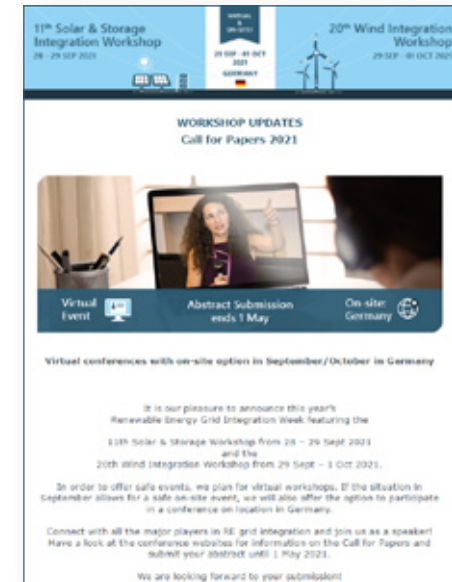 11th Solar & Storage
Integration Workshop
28 - 29 SEP 2021
VIRTUAL
&
ON-SITE
29 SEP - 01 OCT
2021
GERMANY
20th Wind Integration
Workshop
29 SEP - 01 OCT 2021
WORKSHOP UPDATES
Call for Papers 2021
Virtual
Event
Abstract Submission
ends 1 May
On-site:
Germany
Virtual conferences with on-site option in September/October in Germany
It is our pleasure to announce this year's
Renewable Energy Grid Integration Week featuring the
11th Solar & Storage Workshop from 28 – 29 Sept 2021
and the
20th Wind Integration Workshop from 29 Sept – 1 Oct 2021.
In order to offer safe events, we plan for virtual workshops. If the situation in
September allows for a safe on-site event, we will also offer the option to participate
in a conference on location in Germany.
Connect with all the major players in RE grid integration and join us as a speaker!
Have a look at the conference websites for information on the Call for Papers and
submit your abstract until 1 May 2021.
We are looking forward to your submission!